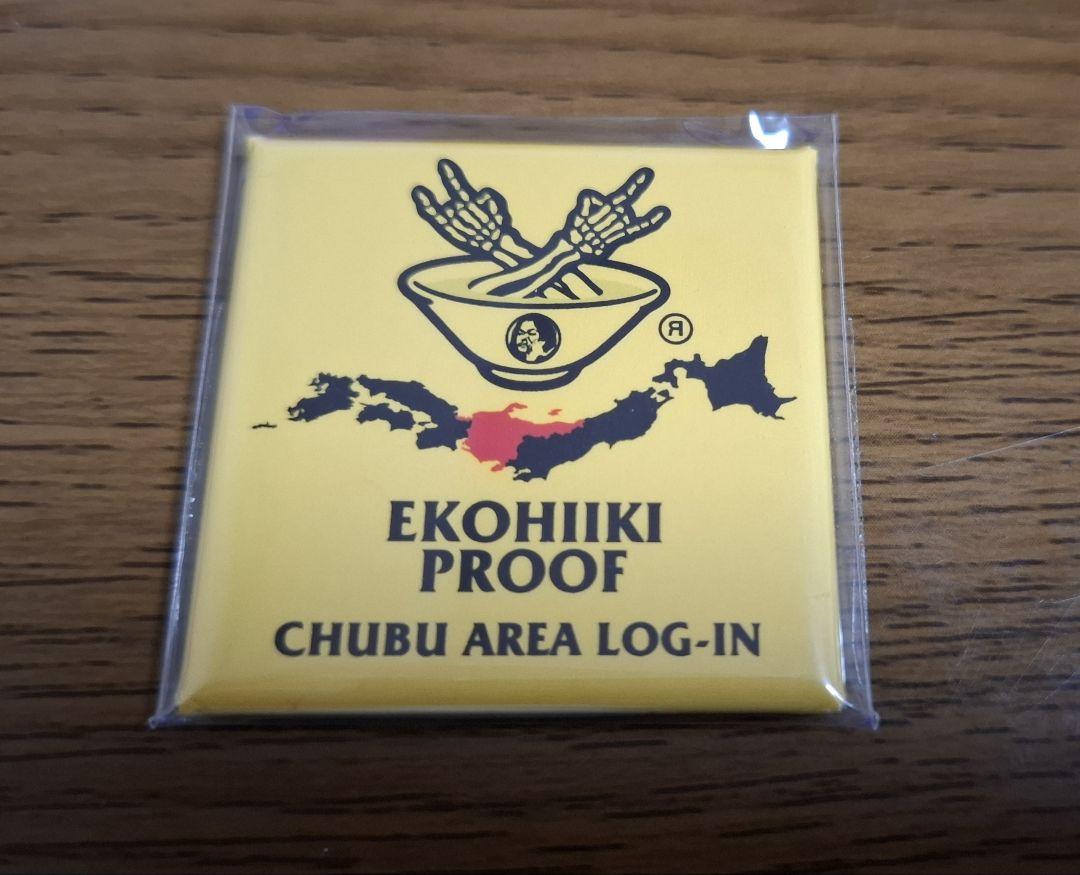 Я
EKOHIIKI
PROOF
CHUBU AREA LOG-IN